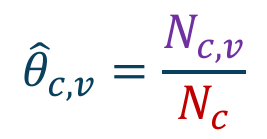 θ̂_{c,v} = N_{c,v} / N_c